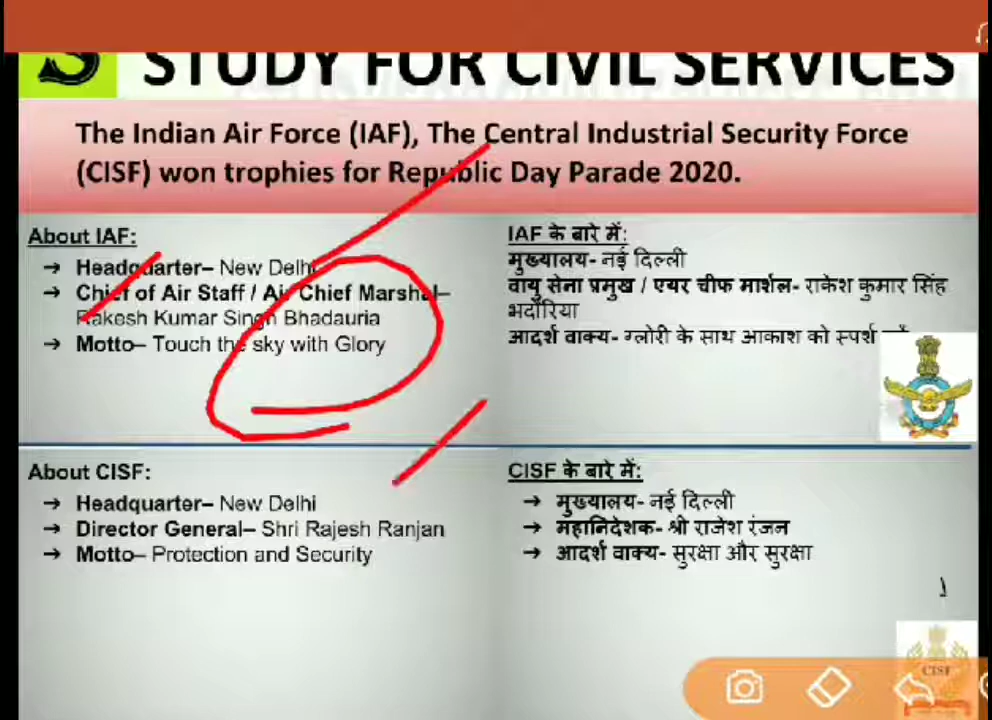 STUDY FOR CIVIL SERVICES
The Indian Air Force (IAF), The Central Industrial Security Force
(CISF) won trophies for Republic Day Parade 2020.
About IAF:
→ Headquarter– New Delhi
→ Chief of Air Staff / Air Chief Marshal–
Rakesh Kumar Singh Bhadauria
→ Motto– Touch the sky with Glory
IAF के बारे में:
मुख्यालय- नई दिल्ली
वायु सेना प्रमुख / एयर चीफ मार्शल- राकेश कुमार सिंह
भदौरिया
आदर्श वाक्य- ग्लोरी के साथ आकाश को स्पर्श
About CISF:
→ Headquarter– New Delhi
→ Director General– Shri Rajesh Ranjan
→ Motto– Protection and Security
CISF के बारे में:
→ मुख्यालय- नई दिल्ली
→ महानिदेशक- श्री राजेश रंजन
→ आदर्श वाक्य- सुरक्षा और सुरक्षा
CISF